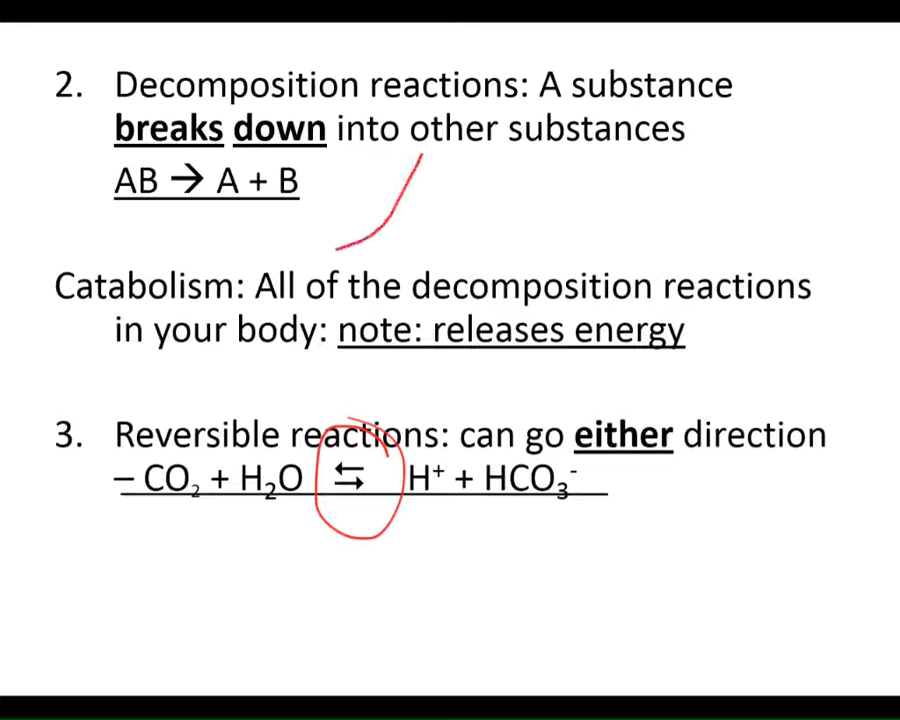 2. Decomposition reactions: A substance
breaks down into other substances
AB → A + B
Catabolism: All of the decomposition reactions
in your body: note: releases energy
3. Reversible reactions: can go either direction
– CO₂ + H₂O ⇆ H⁺ + HCO₃⁻